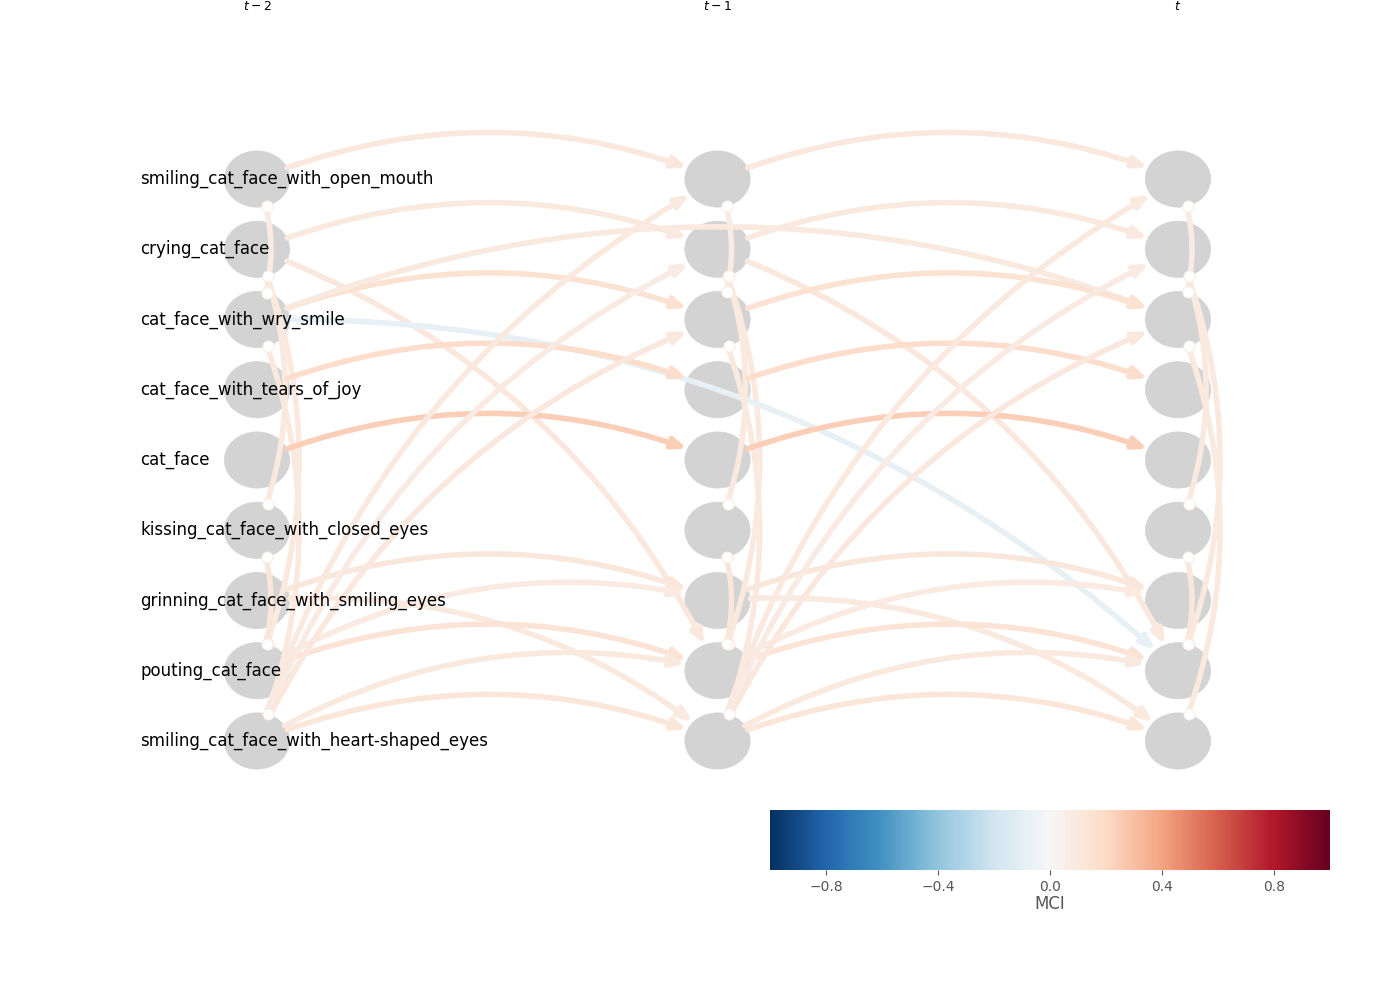 t − 2 t − 1 t
smiling_cat_face_with_open_mouth
crying_cat_face
cat_face_with_wry_smile
cat_face_with_tears_of_joy
cat_face
kissing_cat_face_with_closed_eyes
grinning_cat_face_with_smiling_eyes
pouting_cat_face
smiling_cat_face_with_heart-shaped_eyes
−0.8 −0.4 0.0 0.4 0.8
MCI